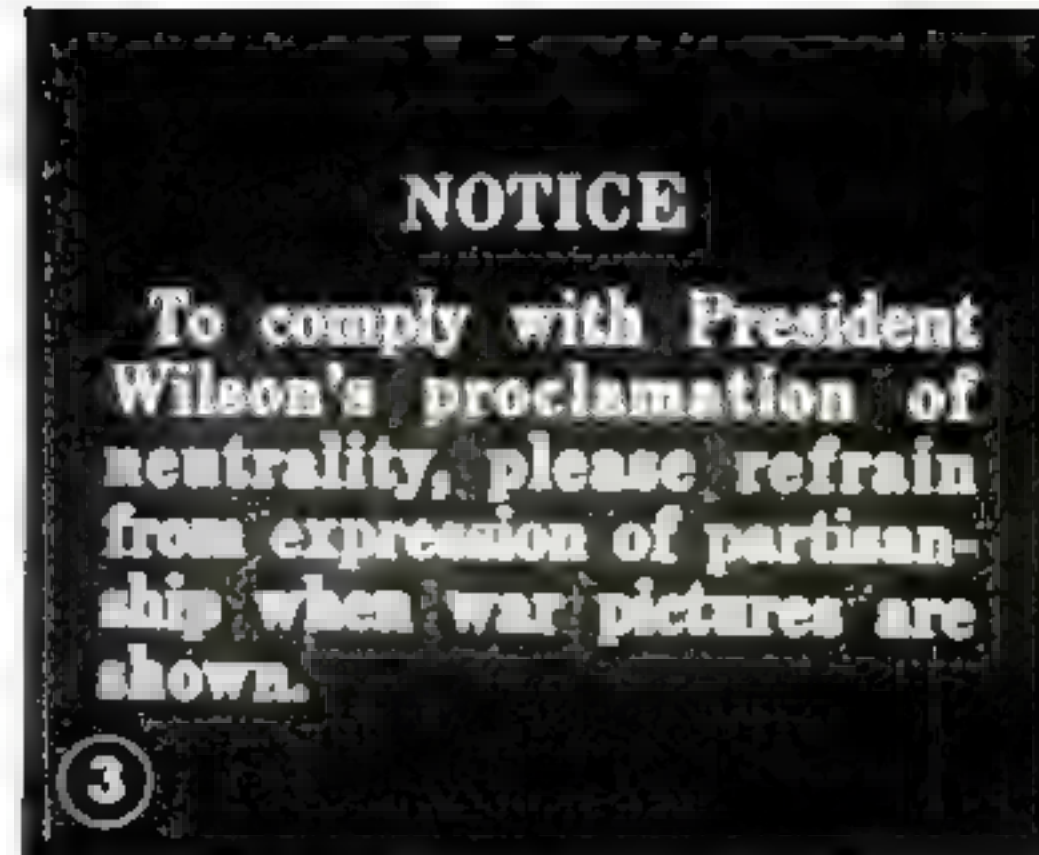 NOTICE
To comply with President
Wilson's proclamation of
neutrality, please refrain
from expression of partisan-
ship when war pictures are
shown.
3